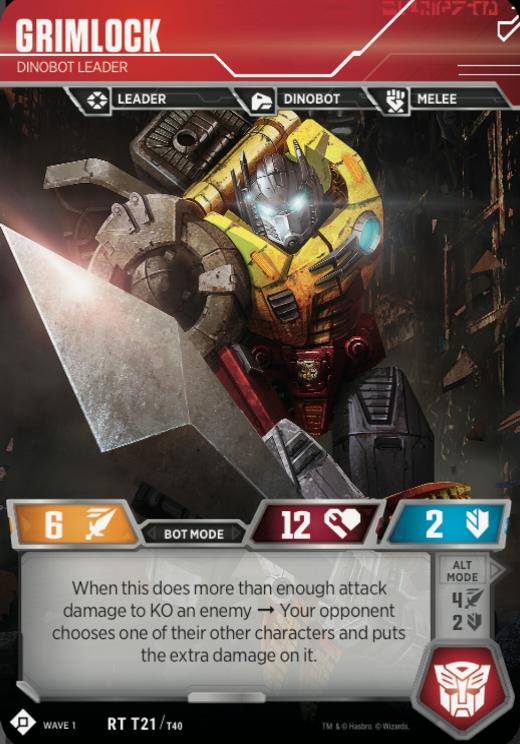 GRIMLOCK
DINOBOT LEADER
LEADER DINOBOT MELEE
6 BOT MODE 12 2
When this does more than enough attack
damage to KO an enemy → Your opponent
chooses one of their other characters and puts
the extra damage on it.
ALT
MODE
4
2
WAVE 1 RT T21/T40 TM & © Hasbro. © Wizards.